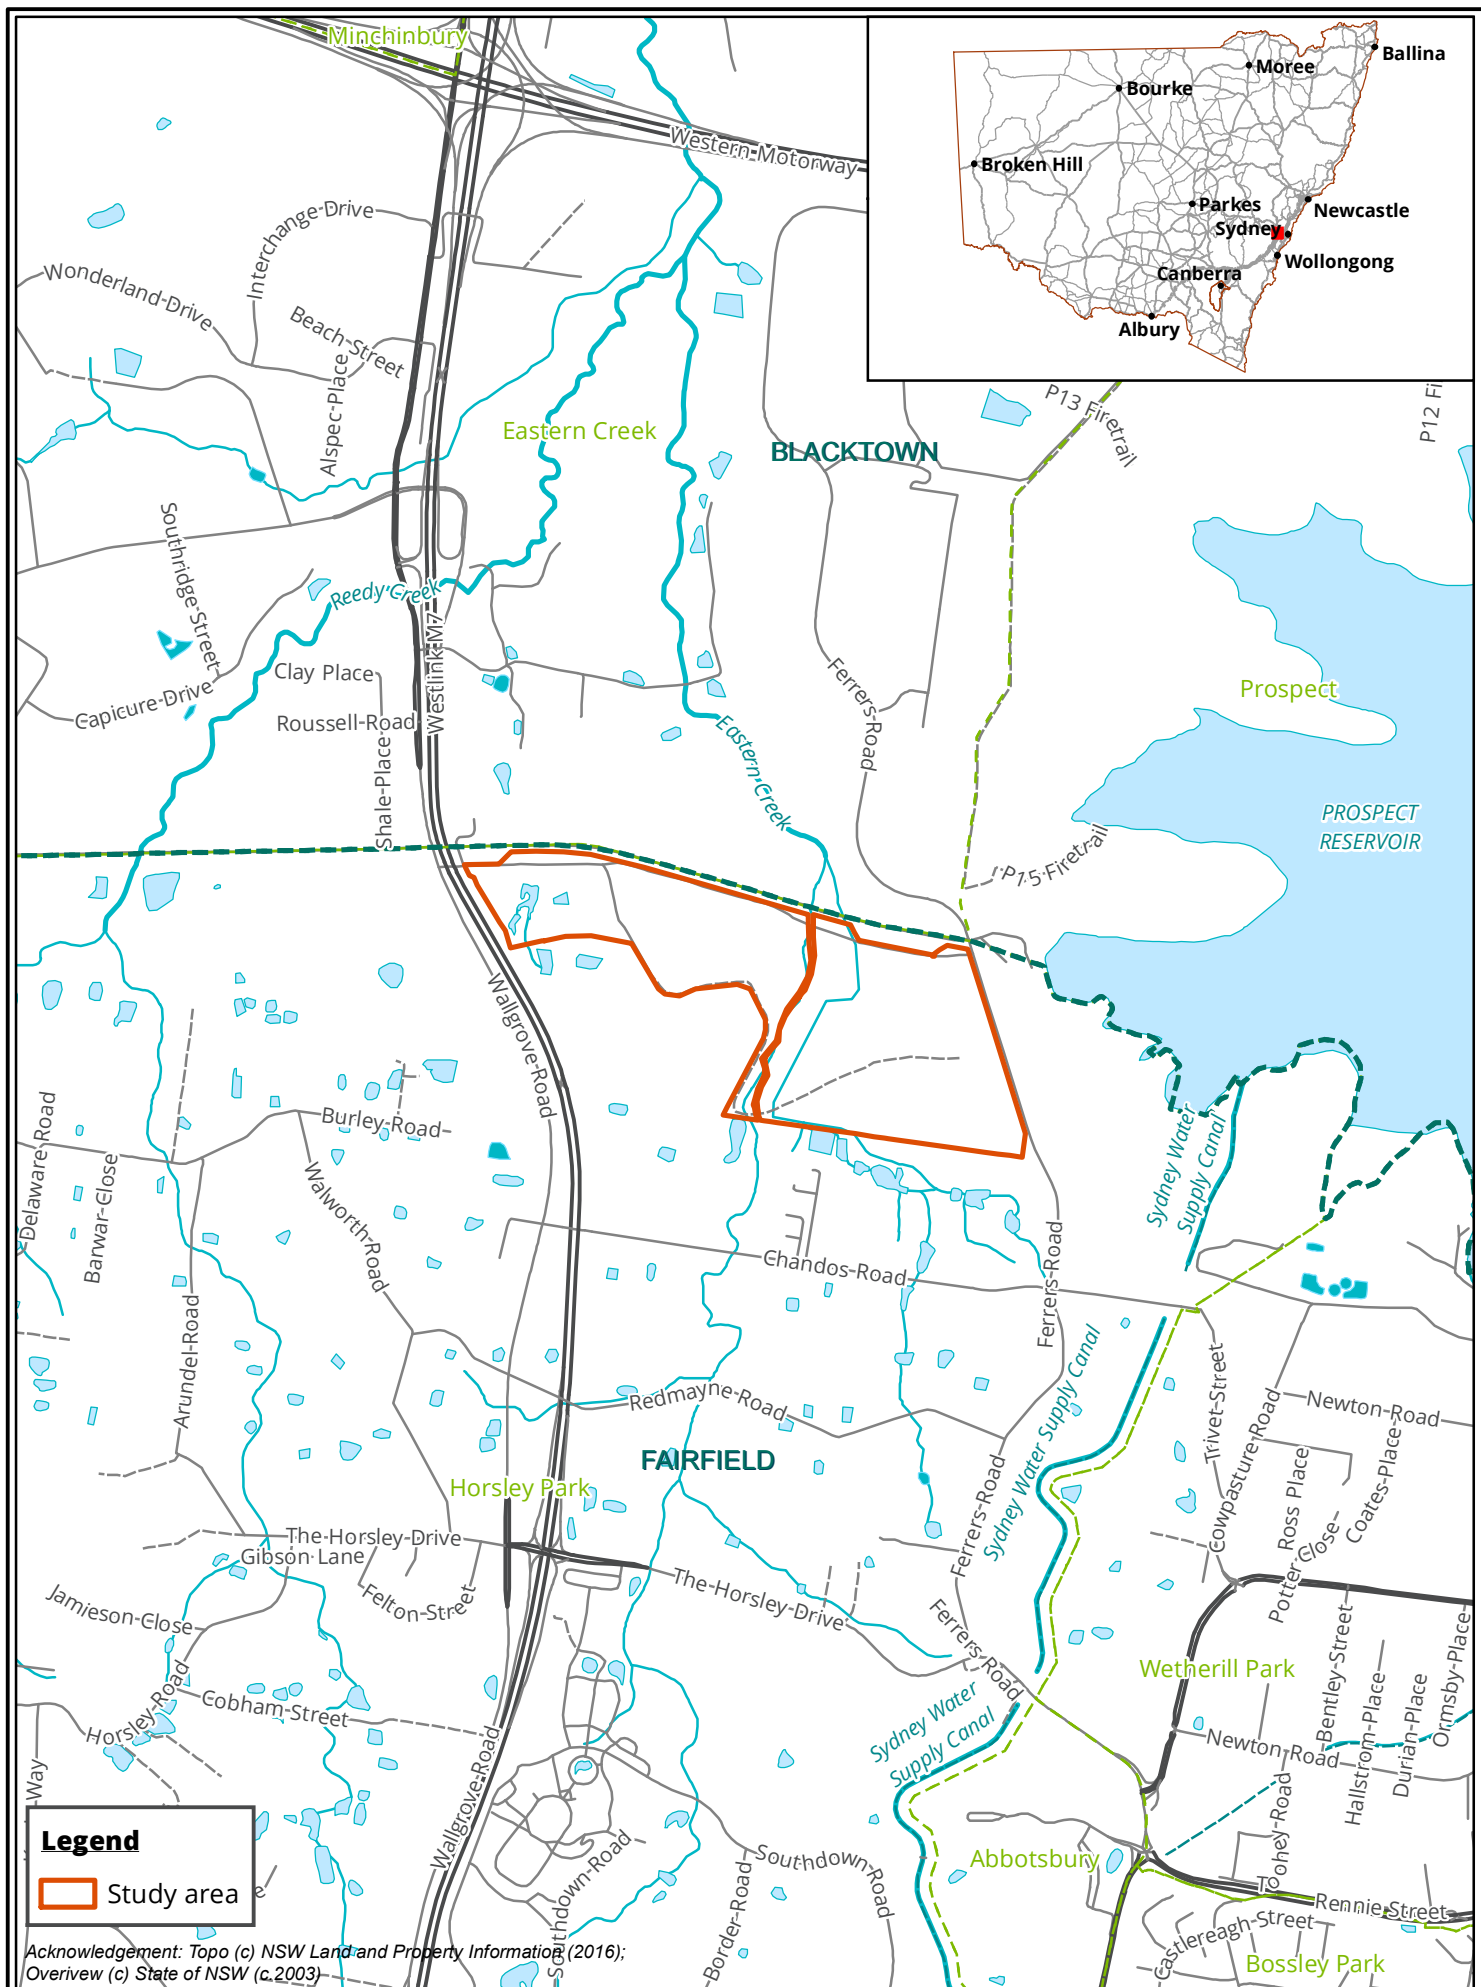 Minchinbury
Western Motorway
Ballina
Moree
Bourke
Broken Hill
Parkes
Newcastle
Sydney
Wollongong
Canberra
Albury
Interchange Drive
Wonderland Drive
Beach Street
Alspec Place
Eastern Creek
BLACKTOWN
P13 Firetrail
P12 Fi
Southridge Street
Reedy Creek
Westlink M7
Clay Place
Capicure Drive
Roussell Road
Shale Place
Ferrers Road
Eastern Creek
Prospect
PROSPECT
RESERVOIR
P15 Firetrail
Wallgrove Road
Delaware Road
Barwar Close
Burley Road
Walworth Road
Arundel Road
Sydney Water
Supply Canal
Chandos Road
Ferrers Road
Sydney Water Supply Canal
Trivet Street
Redmayne Road
Newton Road
Cowpasture Road
Ross Place
Coates Place
Potter Close
FAIRFIELD
Horsley Park
The Horsley Drive
Gibson Lane
Felton Street
Ferrers Road
The Horsley Drive
Jamieson Close
Horsley Road
Cobham Street
Ferrers Road
Wetherill Park
Bentley Street
Hallstrom Place
Durian Place
Ormsby Place
Sydney Water
Supply Canal
Newton Road
Wallgrove Road
Way
Tohey Road
Southdown Road
Southdown Road
Border Road
Abbotsbury
Rennie Street
Castlereagh Street
Bossley Park
Legend
Study area
e
Acknowledgement: Topo (c) NSW Land and Property Information (2016);
Overivew (c) State of NSW (c.2003)